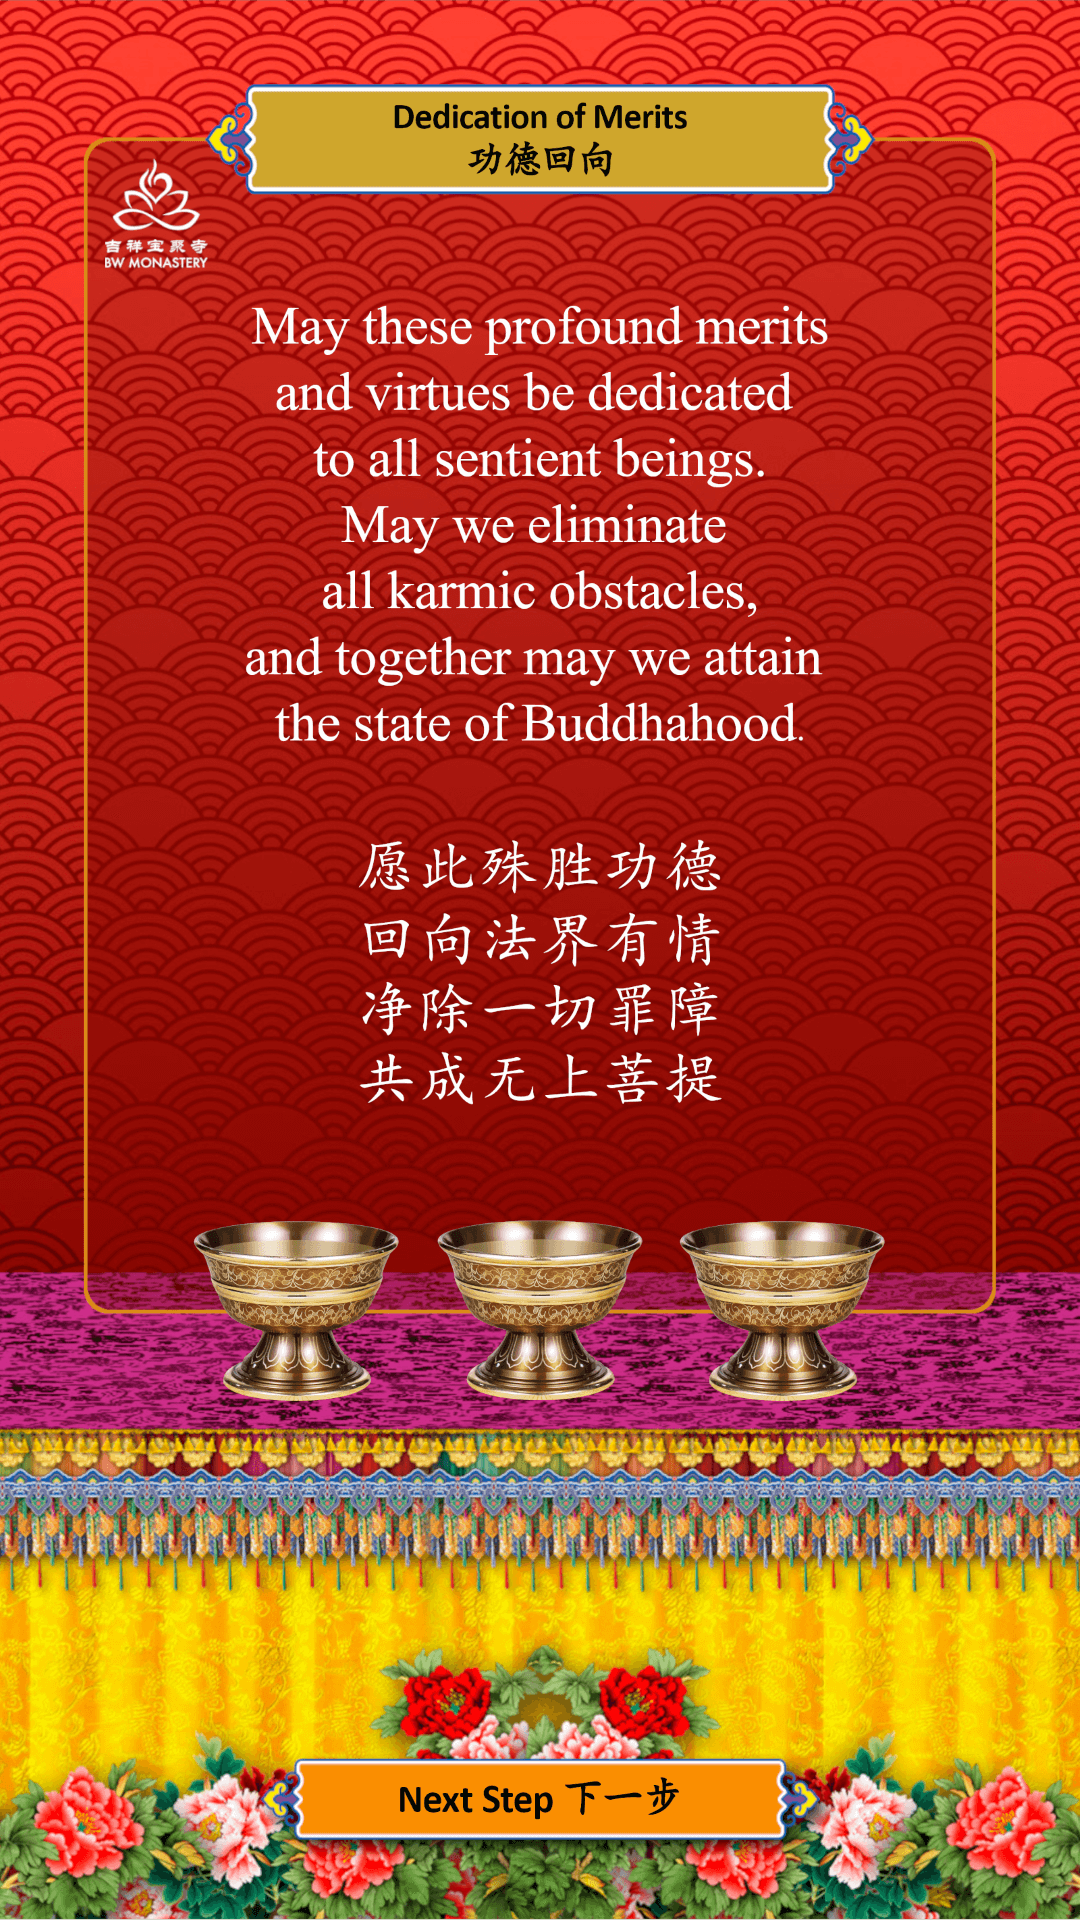 Dedication of Merits
功德回向
吉祥宝聚寺
BW MONASTERY
May these profound merits
and virtues be dedicated
to all sentient beings.
May we eliminate
all karmic obstacles,
and together may we attain
the state of Buddhahood.
愿此殊胜功德
回向法界有情
净除一切罪障
共成无上菩提
Next Step 下一步